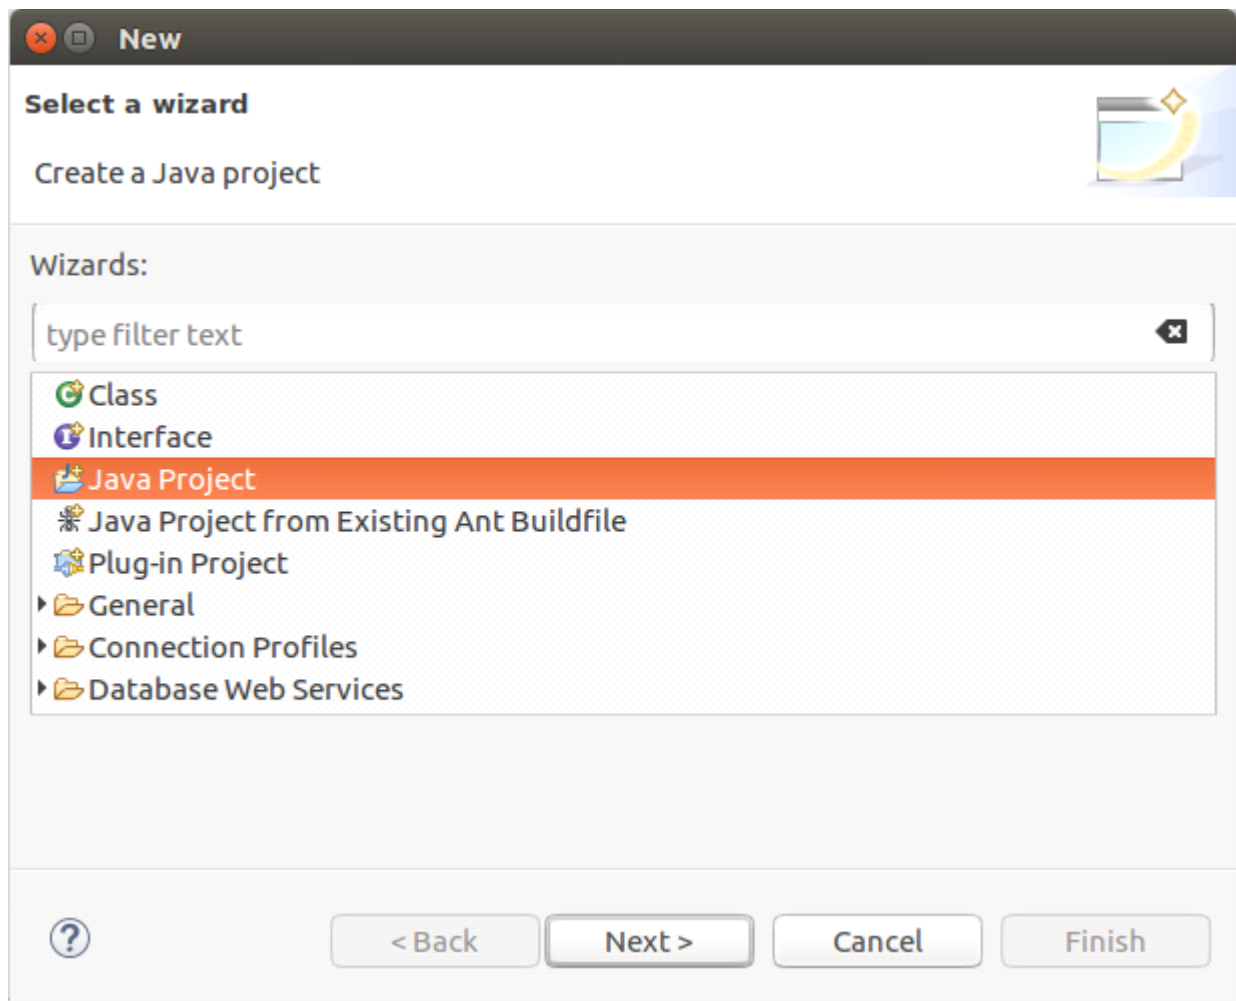 New
Select a wizard
Create a Java project
Wizards:
type filter text
Class
Interface
Java Project
Java Project from Existing Ant Buildfile
Plug-in Project
General
Connection Profiles
Database Web Services
< Back Next > Cancel Finish